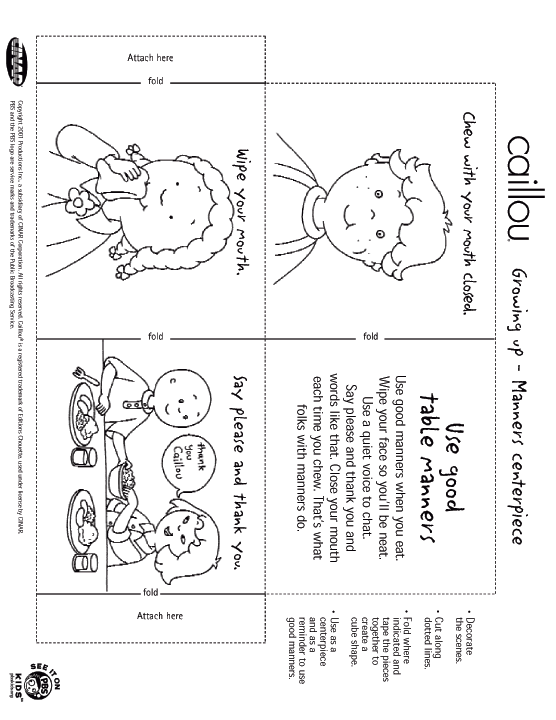 caillou Growing up - Manners centerpiece
Chew with your mouth closed.
Use good
table manners
Use good manners when you eat.
Wipe your face so you'll be neat.
Use a quiet voice to chat.
Say please and thank you and
words like that. Close your mouth
each time you chew. That's what
folks with manners do.
• Decorate
the scenes.
• Cut along
dotted lines.
• Fold where
indicated and
tape the pieces
together to
create a
cube shape.
• Use as a
centerpiece
and as a
reminder to use
good manners.
fold
Attach here
fold
Wipe your mouth.
fold
Say please and thank you.
thank
you
Caillou
fold
Attach here
CINAR
Copyright 2001 Productions Inc., a subsidiary of CINAR Corporation. All rights reserved. Caillou® is a registered trademark of Editions Chouette, used under license by CINAR.
PBS and the PBS logo are service marks and trademarks of the Public Broadcasting Service.
SEE IT ON
PBS
KIDS